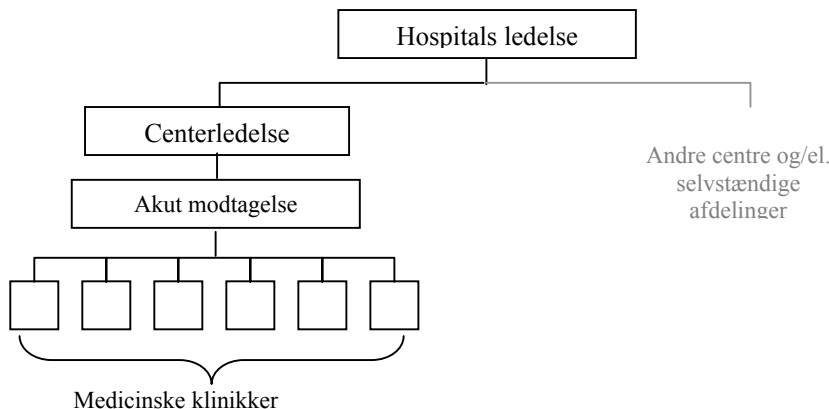 Hospitals ledelse
Centerledelse
Andre centre og/el.
selvstændige
afdelinger
Akut modtagelse
Medicinske klinikker